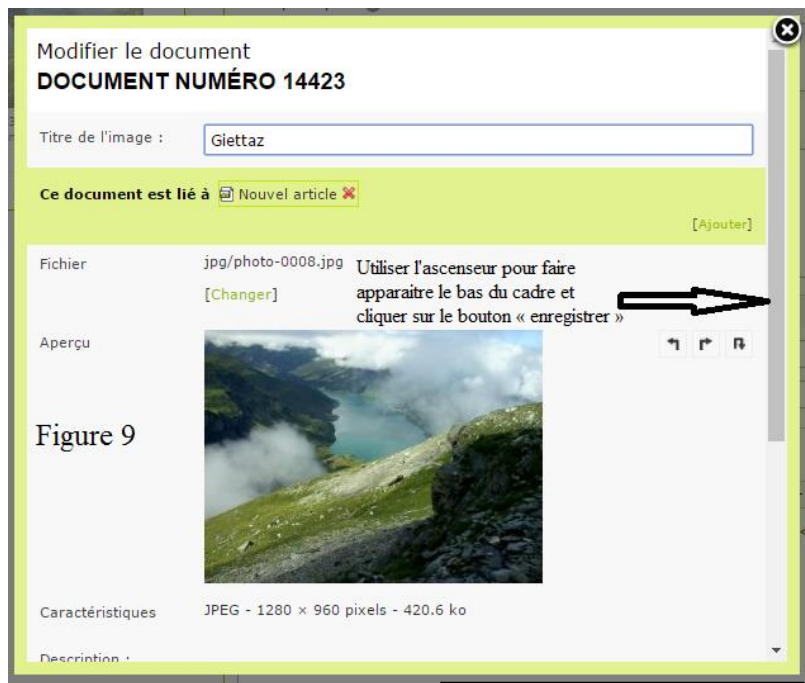 Modifier le document
DOCUMENT NUMÉRO 14423
Titre de l'image :
Giettaz
Ce document est lié à Nouvel article
[Ajouter]
Fichier
jpg/photo-0008.jpg
[Changer]
Utiliser l'ascenseur pour faire
apparaitre le bas du cadre et
cliquer sur le bouton « enregistrer »
Aperçu
Figure 9
Caractéristiques
JPEG - 1280 × 960 pixels - 420.6 ko
Description :